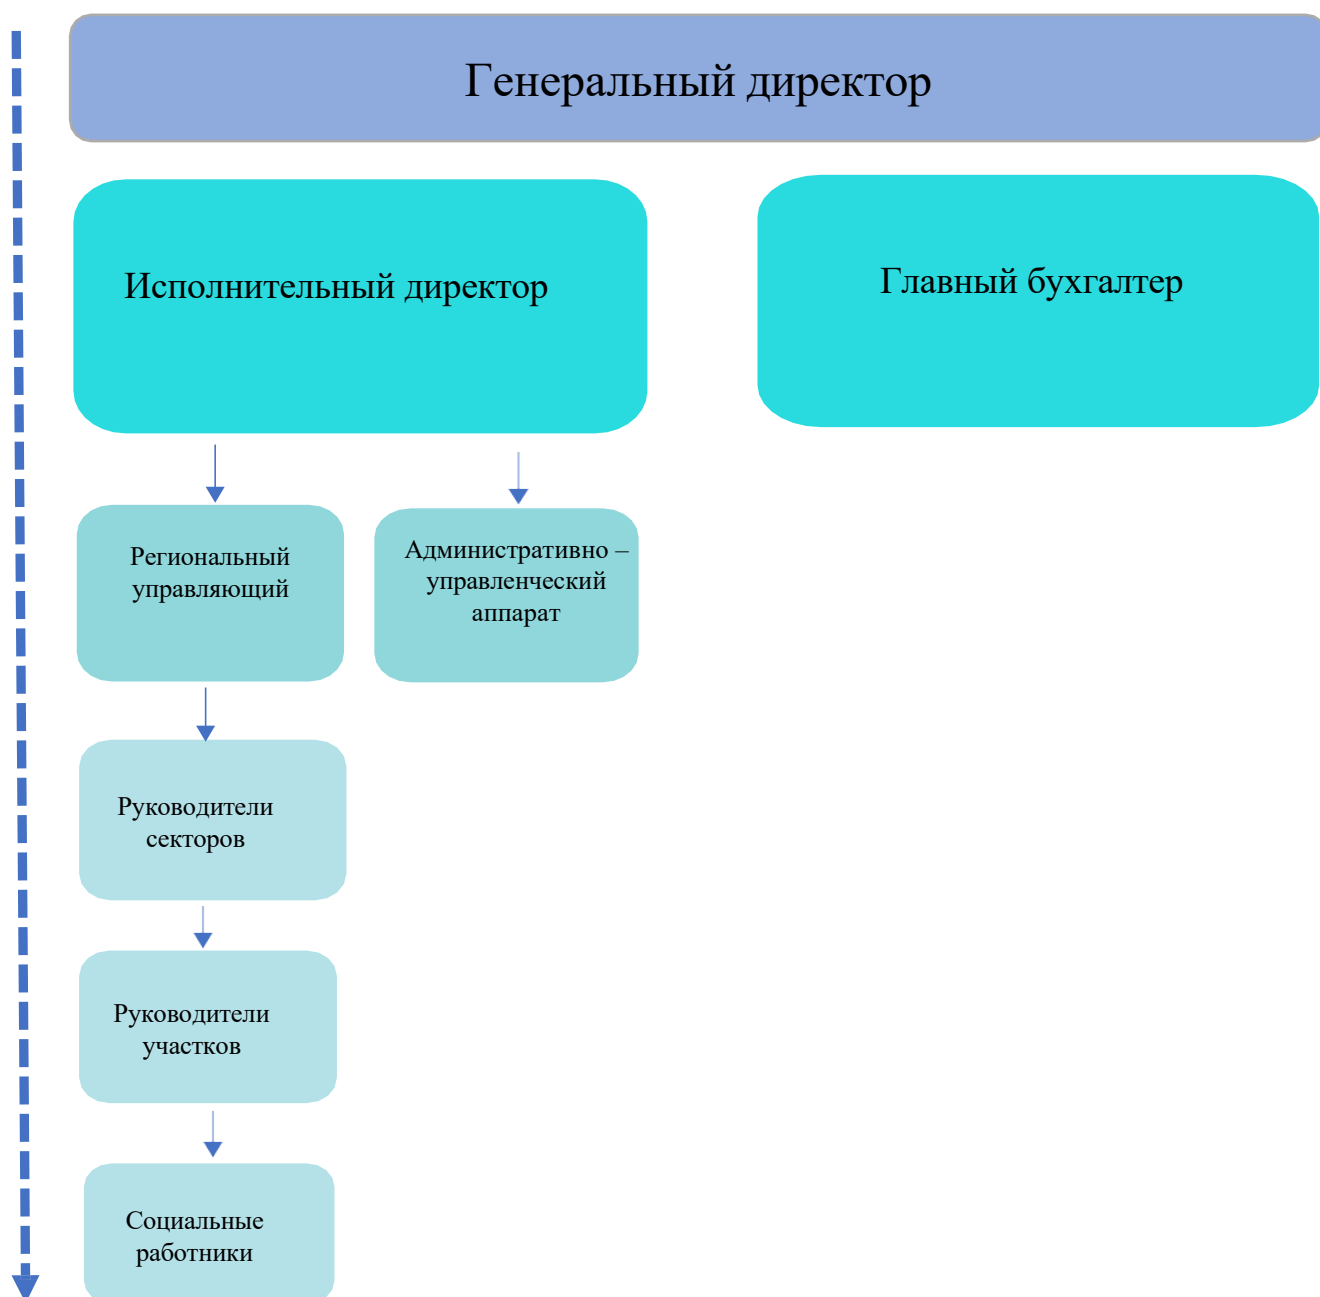 Генеральный директор
Исполнительный директор
Главный бухгалтер
Региональный
управляющий
Административно –
управленческий
аппарат
Руководители
секторов
Руководители
участков
Социальные
работники